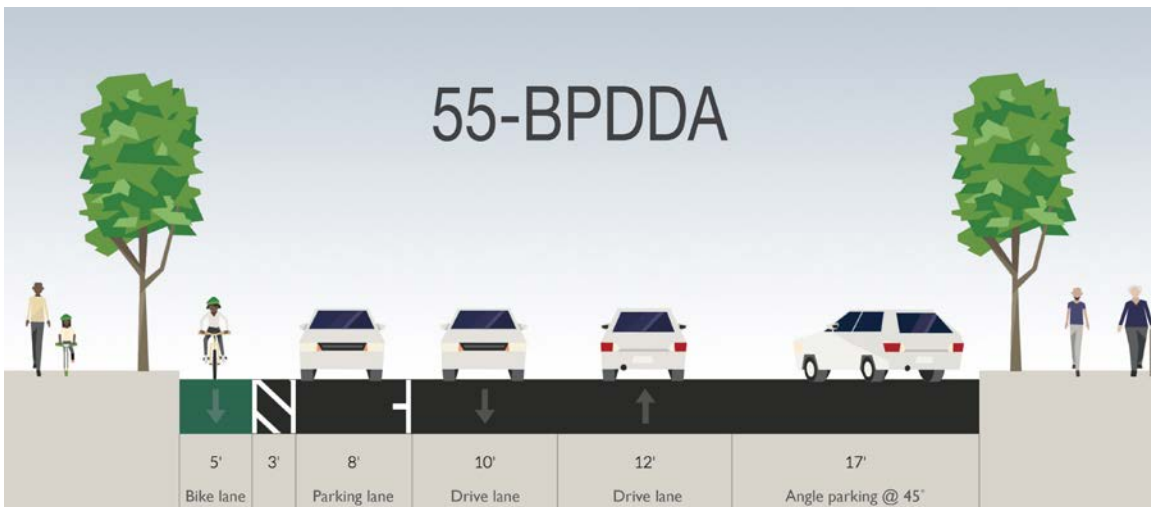 55-BPDDA
5' 3' 8' 10' 12' 17'
Bike lane Parking lane Drive lane Drive lane Angle parking @ 45°